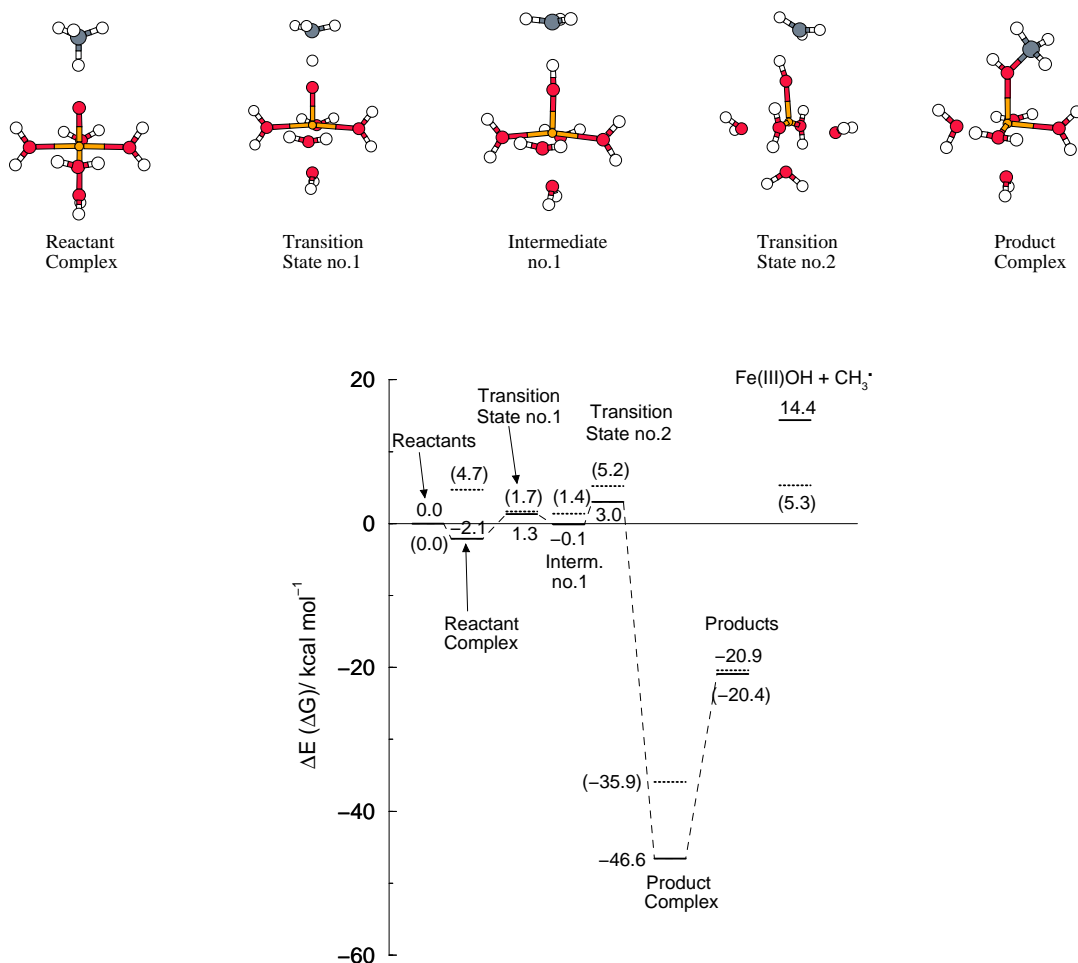 Reactant
Complex
Transition
State no.1
Intermediate
no.1
Transition
State no.2
Product
Complex
20
0
−20
−40
−60
ΔE (ΔG)/ kcal mol⁻¹
Reactants
0.0
(0.0)
(4.7)
−2.1
Reactant
Complex
Transition
State no.1
(1.7)
1.3
(1.4)
−0.1
Interm.
no.1
Transition
State no.2
(5.2)
3.0
Fe(III)OH + CH₃·
14.4
(5.3)
(−35.9)
−46.6
Product
Complex
Products
−20.9
(−20.4)